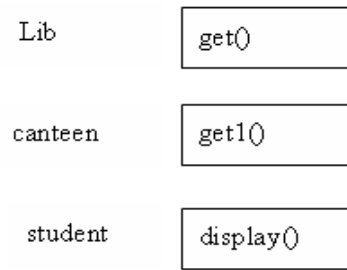 Lib get()
canteen get1()
student display()